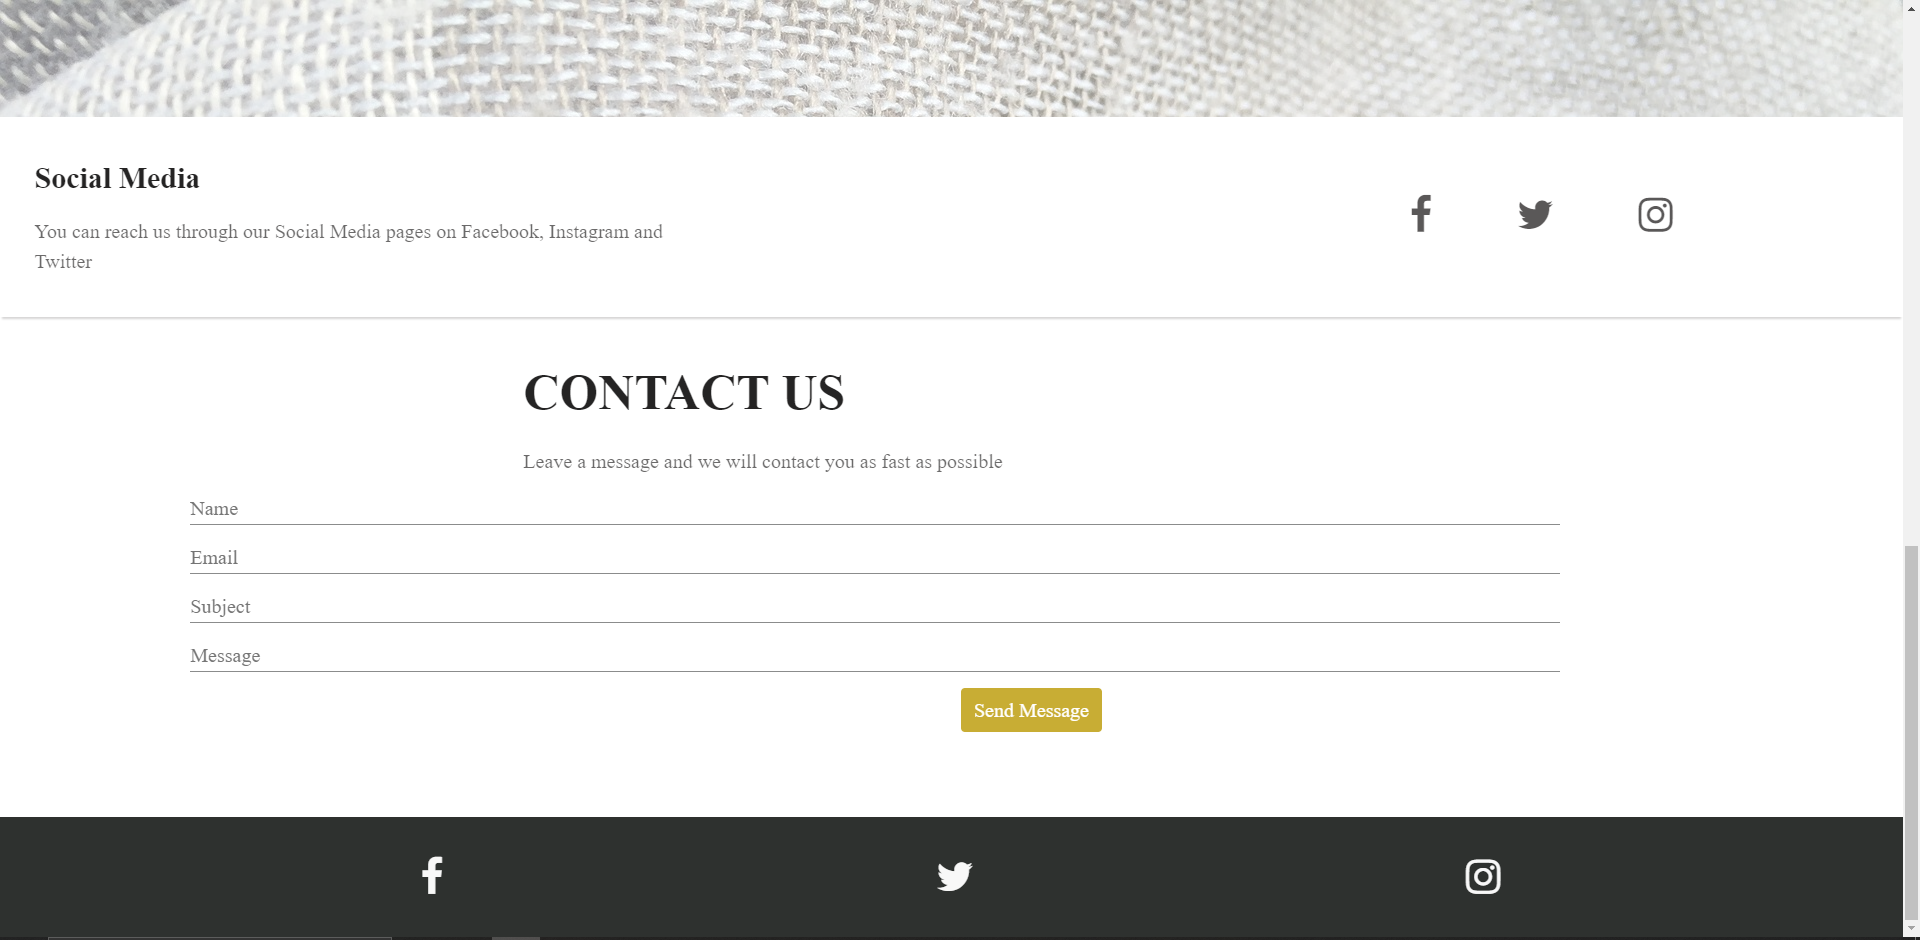 Social Media
You can reach us through our Social Media pages on Facebook, Instagram and
Twitter
CONTACT US
Leave a message and we will contact you as fast as possible
Name
Email
Subject
Message
Send Message